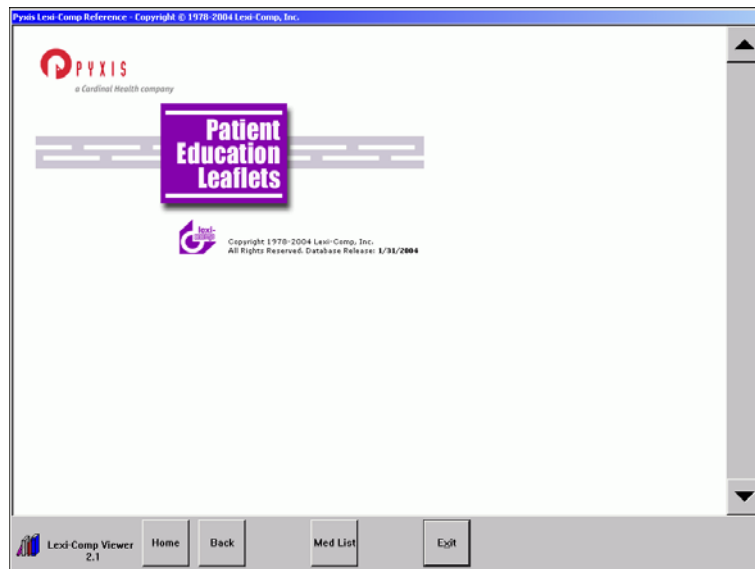 Pyxis Lexi-Comp Reference - Copyright © 1978-2004 Lexi-Comp, Inc.
PYXIS
a Cardinal Health company
Patient
Education
Leaflets
lexi-
comp
Copyright 1978-2004 Lexi-Comp, Inc.
All Rights Reserved. Database Release: 1/31/2004
Lexi-Comp Viewer
2.1
Home
Back
Med List
Exit